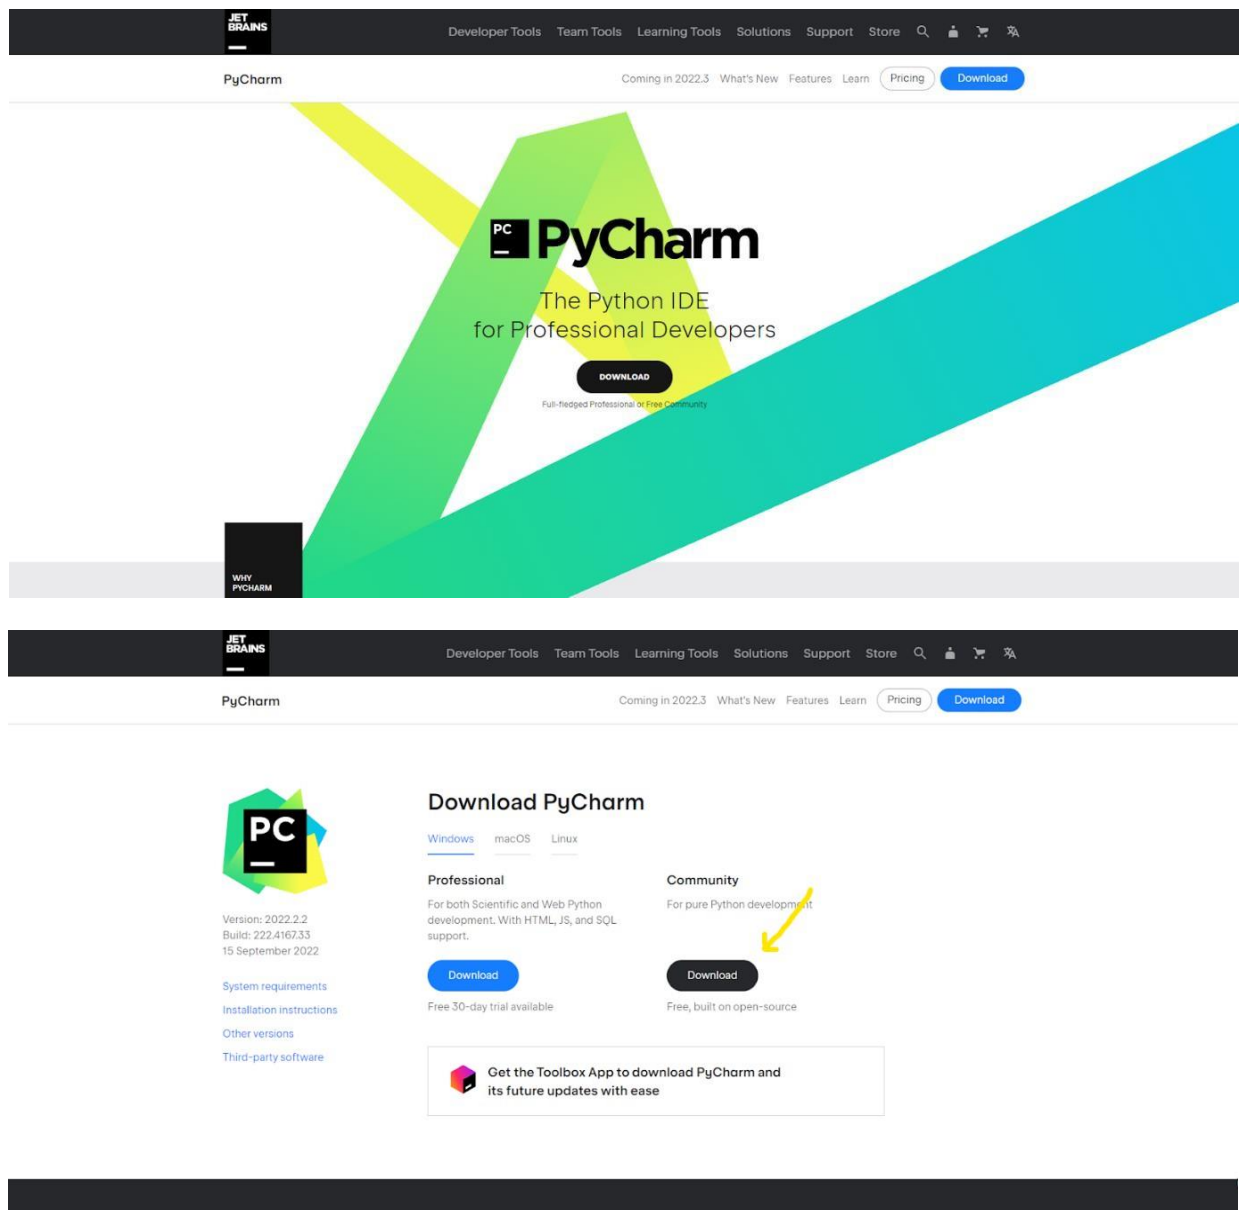 JET
BRAINS
Developer Tools Team Tools Learning Tools Solutions Support Store
PyCharm
Coming in 2022.3 What's New Features Learn Pricing Download
PC
PyCharm
The Python IDE
for Professional Developers
DOWNLOAD
Full-fledged Professional or Free Community
WHY
PYCHARM
JET
BRAINS
Developer Tools Team Tools Learning Tools Solutions Support Store
PyCharm
Coming in 2022.3 What's New Features Learn Pricing Download
PC
Version: 2022.2.2
Build: 222.4167.33
15 September 2022
System requirements
Installation instructions
Other versions
Third-party software
Download PyCharm
Windows macOS Linux
Professional
For both Scientific and Web Python
development. With HTML, JS, and SQL
support.
Download
Free 30-day trial available
Community
For pure Python development
Download
Free, built on open-source
Get the Toolbox App to download PyCharm and
its future updates with ease